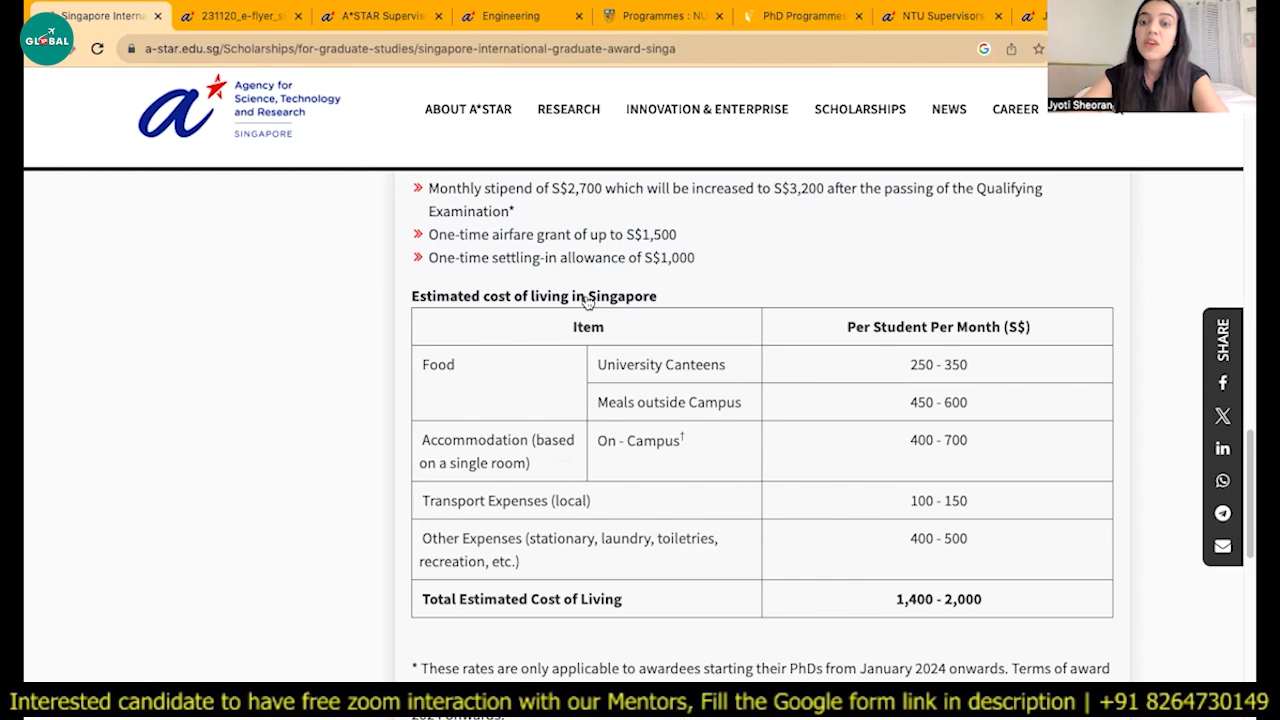 Singapore Interna
231120_e-flyer_s
A*STAR Supervis
Engineering
Programmes : NU
PhD Programmes
NTU Supervisors
GLOBAL
a-star.edu.sg/Scholarships/for-graduate-studies/singapore-international-graduate-award-singa
Jyoti Sheoran
Agency for
Science, Technology
and Research
SINGAPORE
ABOUT A*STAR
RESEARCH
INNOVATION & ENTERPRISE
SCHOLARSHIPS
NEWS
CAREER
» Monthly stipend of S$2,700 which will be increased to S$3,200 after the passing of the Qualifying
Examination*
» One-time airfare grant of up to S$1,500
» One-time settling-in allowance of S$1,000
Estimated cost of living in Singapore
Item Per Student Per Month (S$)
Food University Canteens 250 - 350
Meals outside Campus 450 - 600
Accommodation (based On - Campus† 400 - 700
on a single room)
Transport Expenses (local) 100 - 150
Other Expenses (stationary, laundry, toiletries, 400 - 500
recreation, etc.)
Total Estimated Cost of Living 1,400 - 2,000
SHARE
* These rates are only applicable to awardees starting their PhDs from January 2024 onwards. Terms of award
Interested candidate to have free zoom interaction with our Mentors, Fill the Google form link in description | +91 8264730149
2024 onwards.